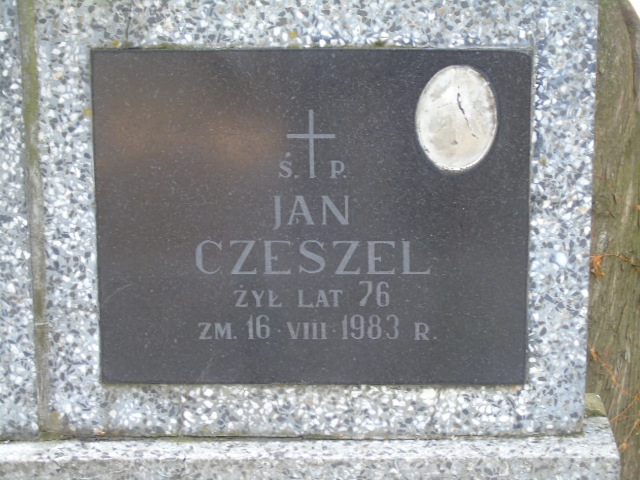 Ś. P.
JAN
CZESZEL
ŻYŁ LAT 76
ZM. 16 · VIII · 1983 R.